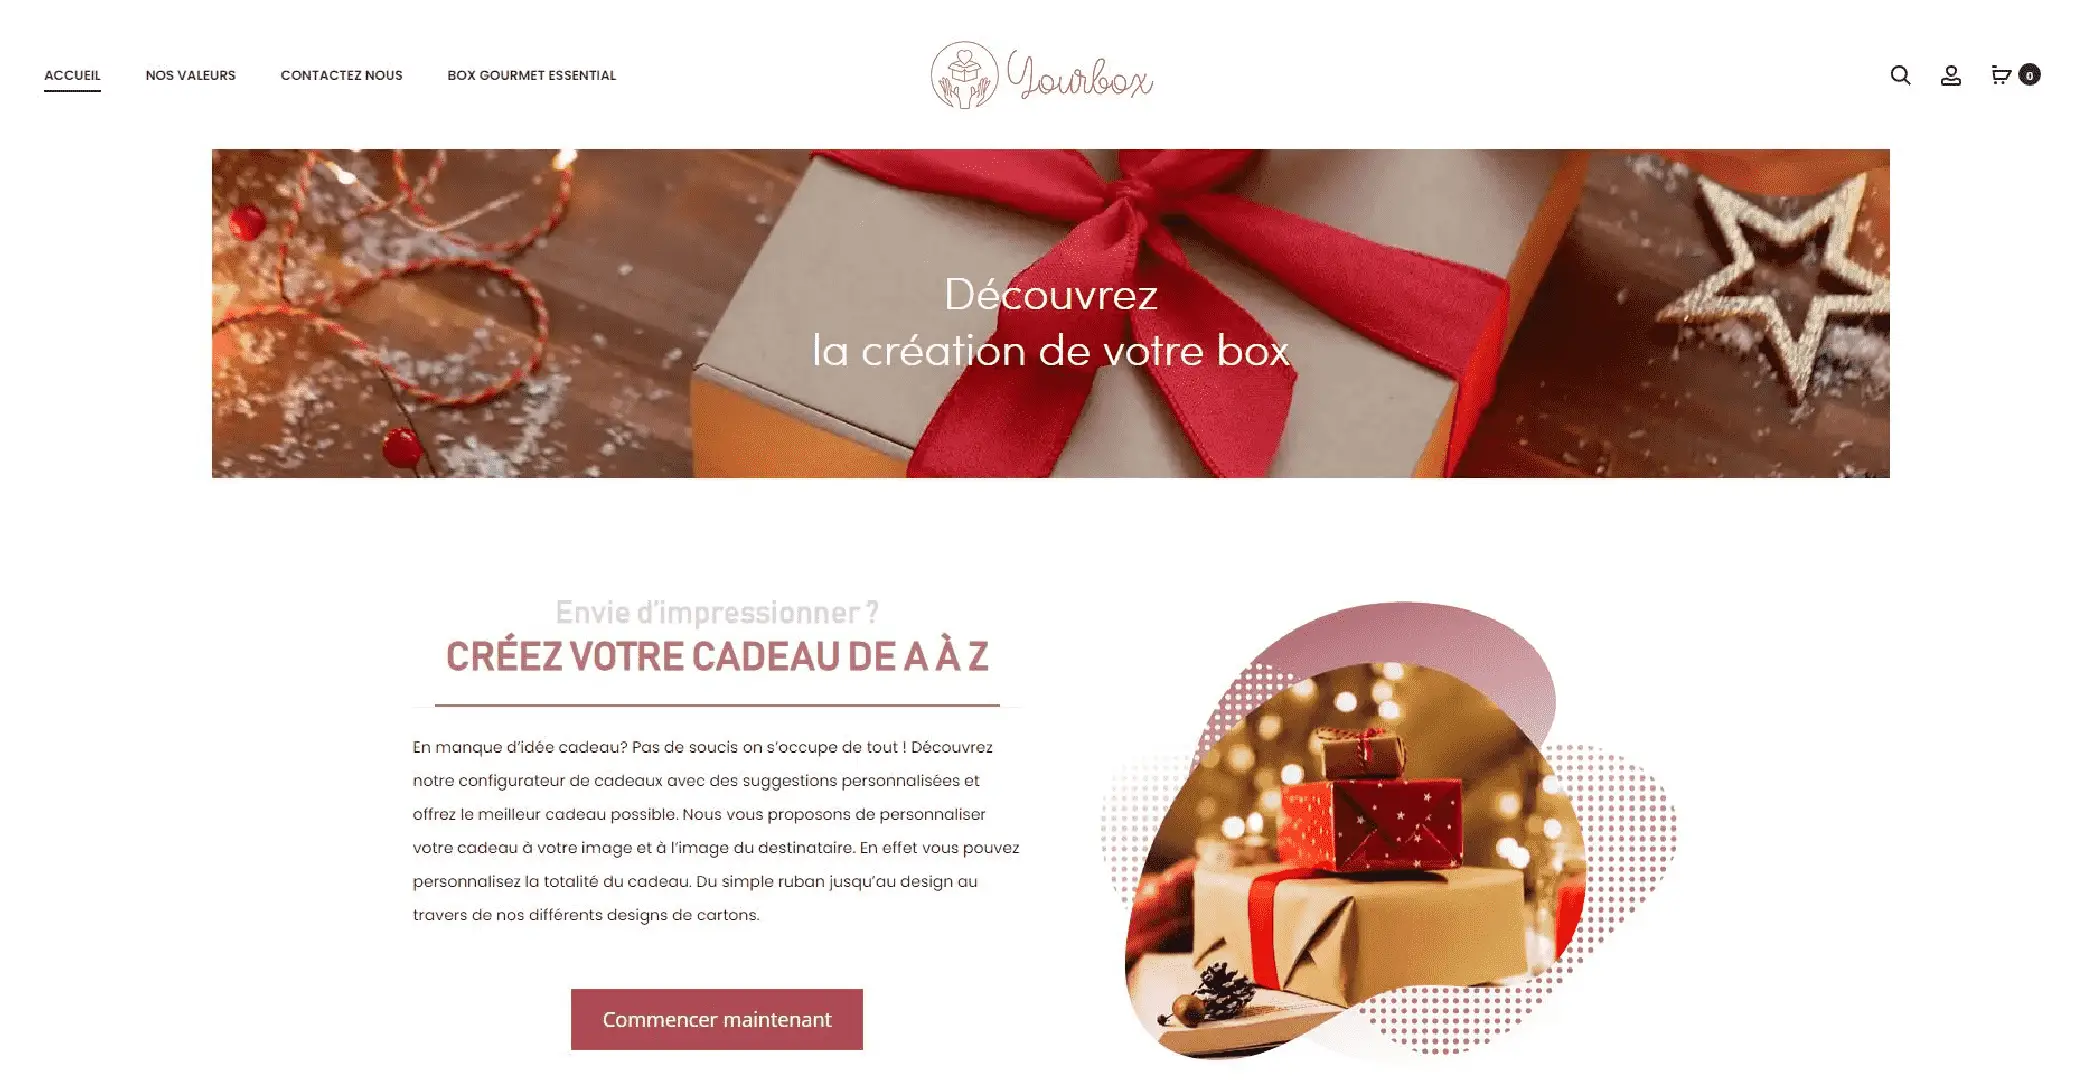 ACCUEIL NOS VALEURS CONTACTEZ NOUS BOX GOURMET ESSENTIAL Yourbox 0
Découvrez
la création de votre box
Envie d'impressionner ?
CRÉEZ VOTRE CADEAU DE A À Z
En manque d'idée cadeau? Pas de soucis on s'occupe de tout ! Découvrez
notre configurateur de cadeaux avec des suggestions personnalisées et
offrez le meilleur cadeau possible. Nous vous proposons de personnaliser
votre cadeau à votre image et à l'image du destinataire. En effet vous pouvez
personnalisez la totalité du cadeau. Du simple ruban jusqu'au design au
travers de nos différents designs de cartons.
Commencer maintenant